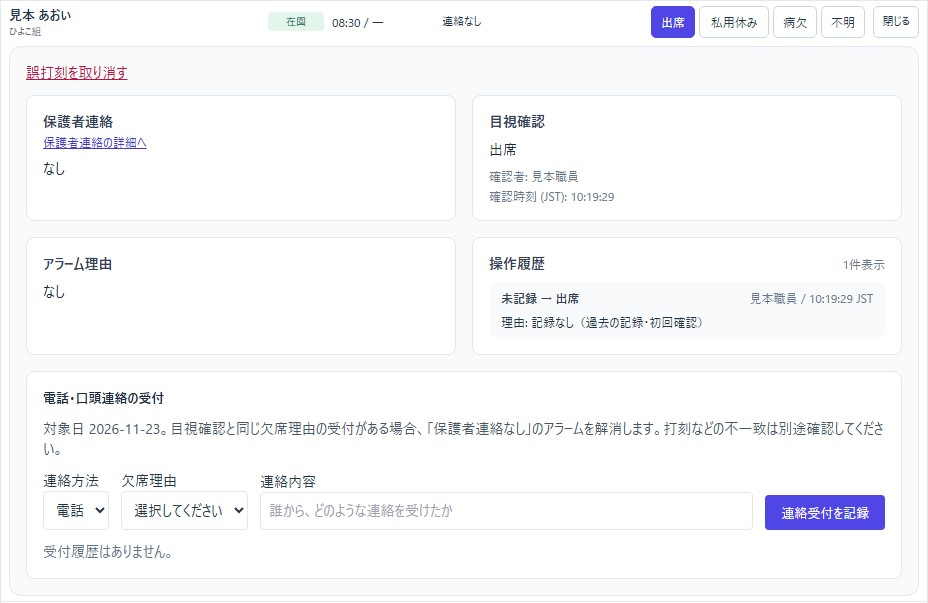 見本 あおい
ひよこ組
在園
08:30 / —
連絡なし
出席
私用休み
病欠
不明
閉じる
誤打刻を取り消す
保護者連絡
保護者連絡の詳細へ
なし
目視確認
出席
確認者: 見本職員
確認時刻 (JST): 10:19:29
アラーム理由
なし
操作履歴
1件表示
未記録 → 出席
見本職員 / 10:19:29 JST
理由: 記録なし（過去の記録・初回確認）
電話・口頭連絡の受付
対象日 2026-11-23。目視確認と同じ欠席理由の受付がある場合、「保護者連絡なし」のアラームを解消します。打刻などの不一致は別途確認してくださ
い。
連絡方法
欠席理由
連絡内容
電話
選択してください
誰から、どのような連絡を受けたか
連絡受付を記録
受付履歴はありません。